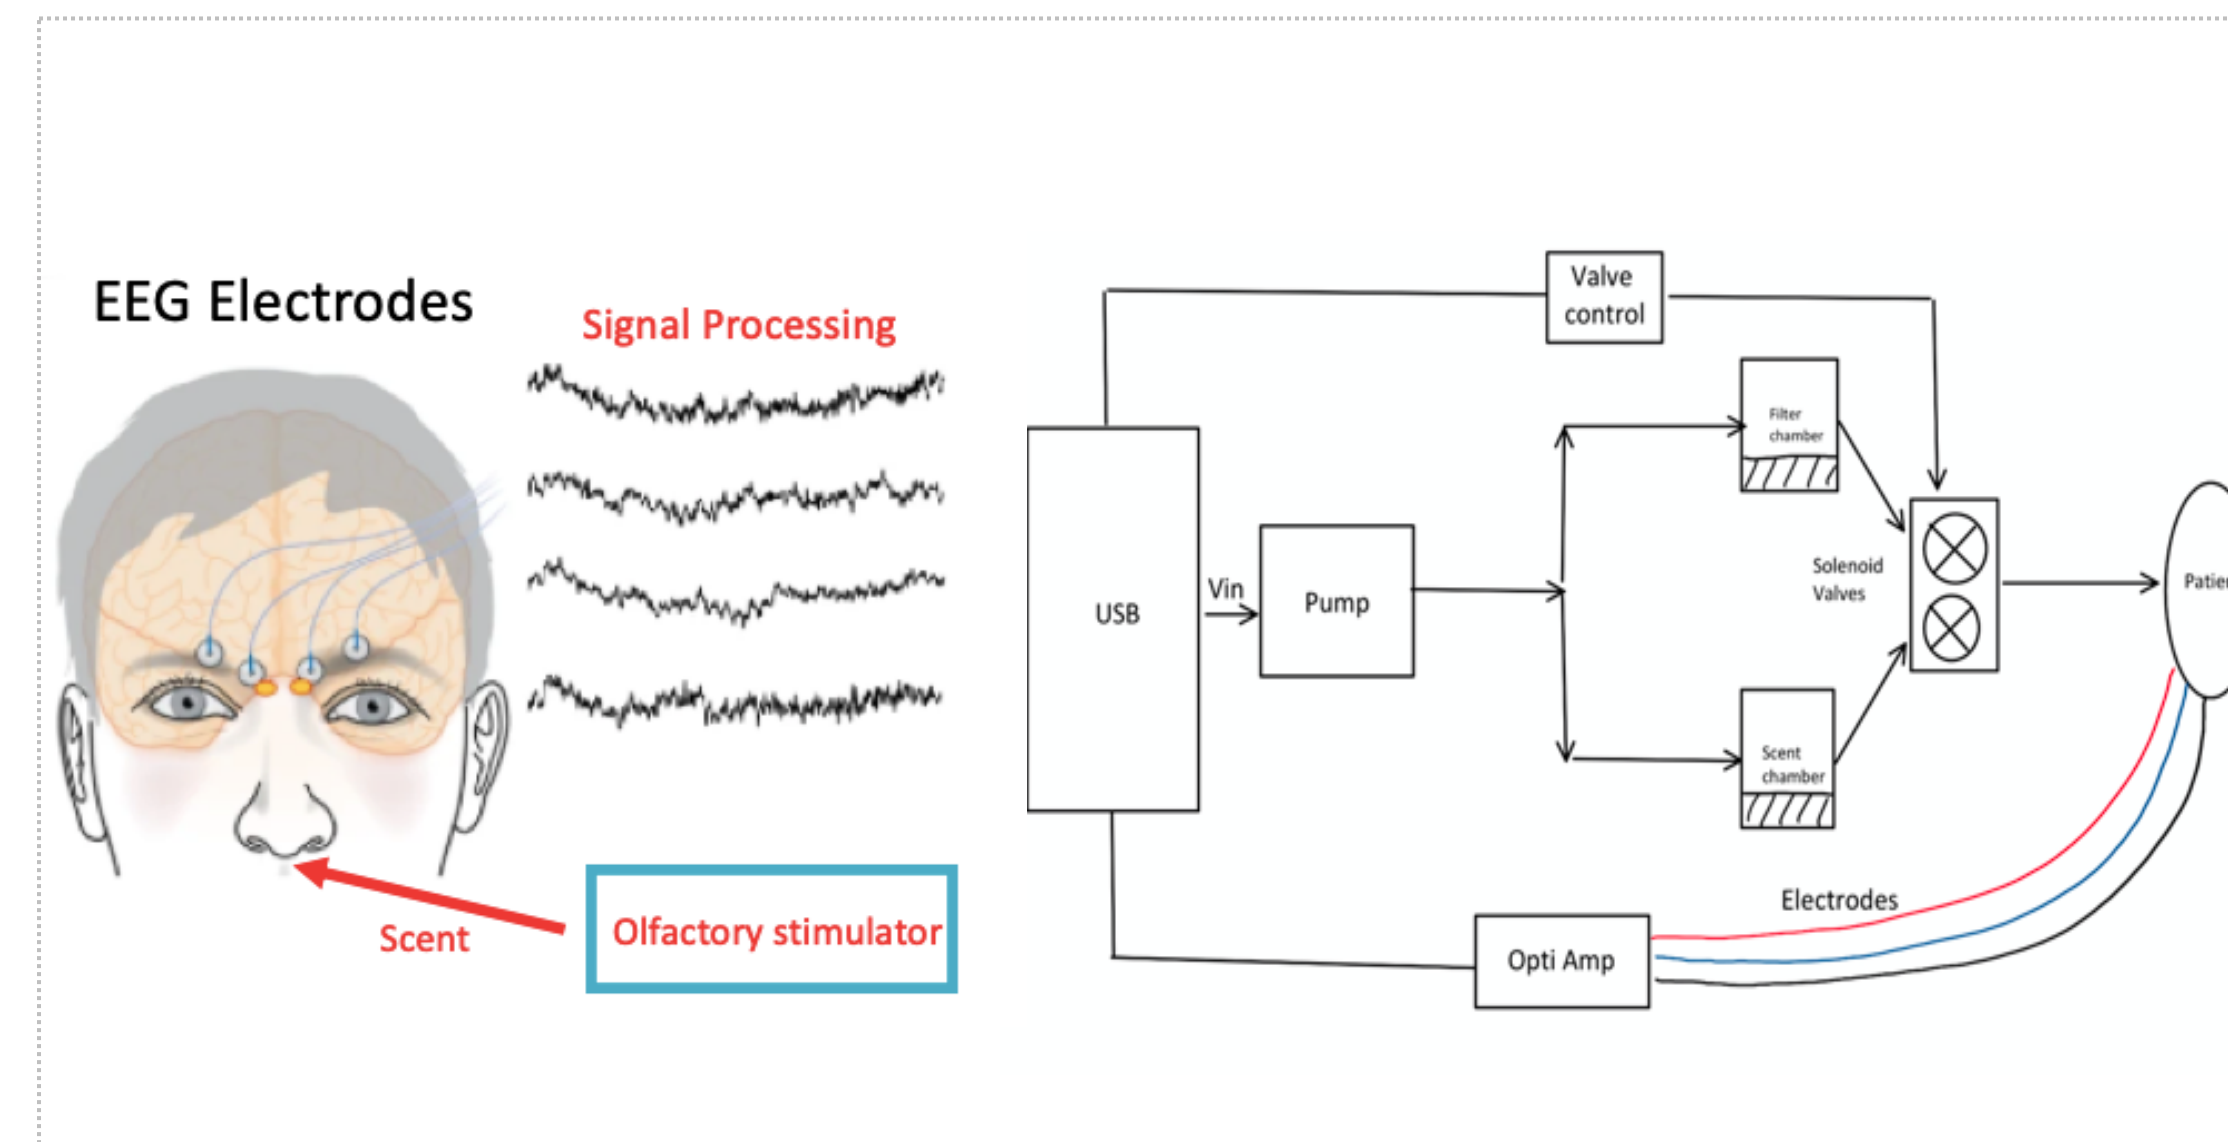 EEG Electrodes
Signal Processing
Scent
Olfactory stimulator
Valve
control
Filter
chamber
Solenoid
Valves
USB
Vin
Pump
Scent
chamber
Electrodes
Opti Amp